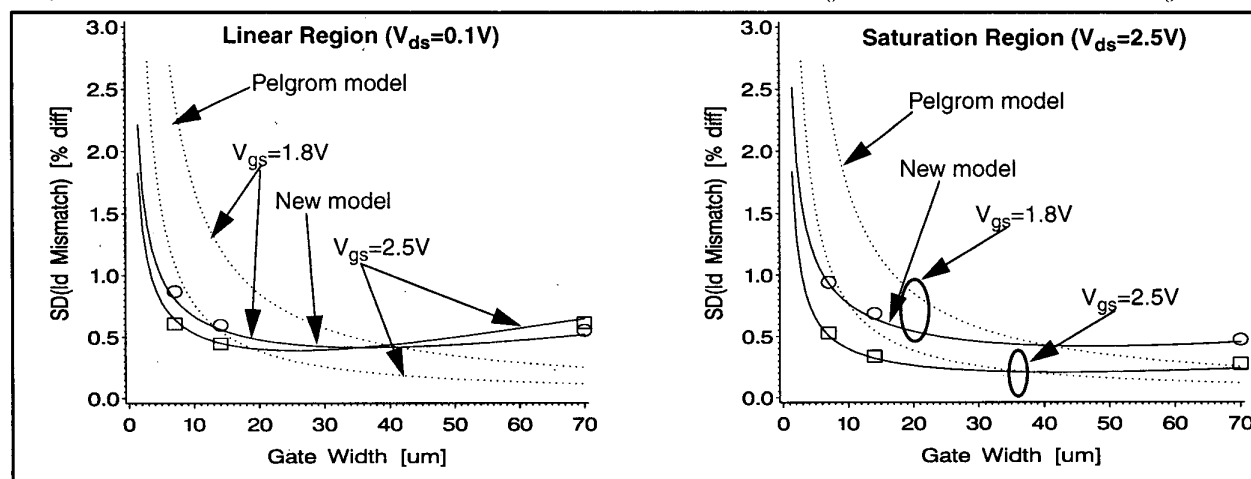 Linear Region (Vds=0.1V)
SD(Id Mismatch) [% diff]
3.0
2.5
2.0
1.5
1.0
0.5
0.0
Pelgrom model
Vgs=1.8V
New model
Vgs=2.5V
0 10 20 30 40 50 60 70
Gate Width [um]
Saturation Region (Vds=2.5V)
SD(Id Mismatch) [% diff]
3.0
2.5
2.0
1.5
1.0
0.5
0.0
Pelgrom model
New model
Vgs=1.8V
Vgs=2.5V
0 10 20 30 40 50 60 70
Gate Width [um]